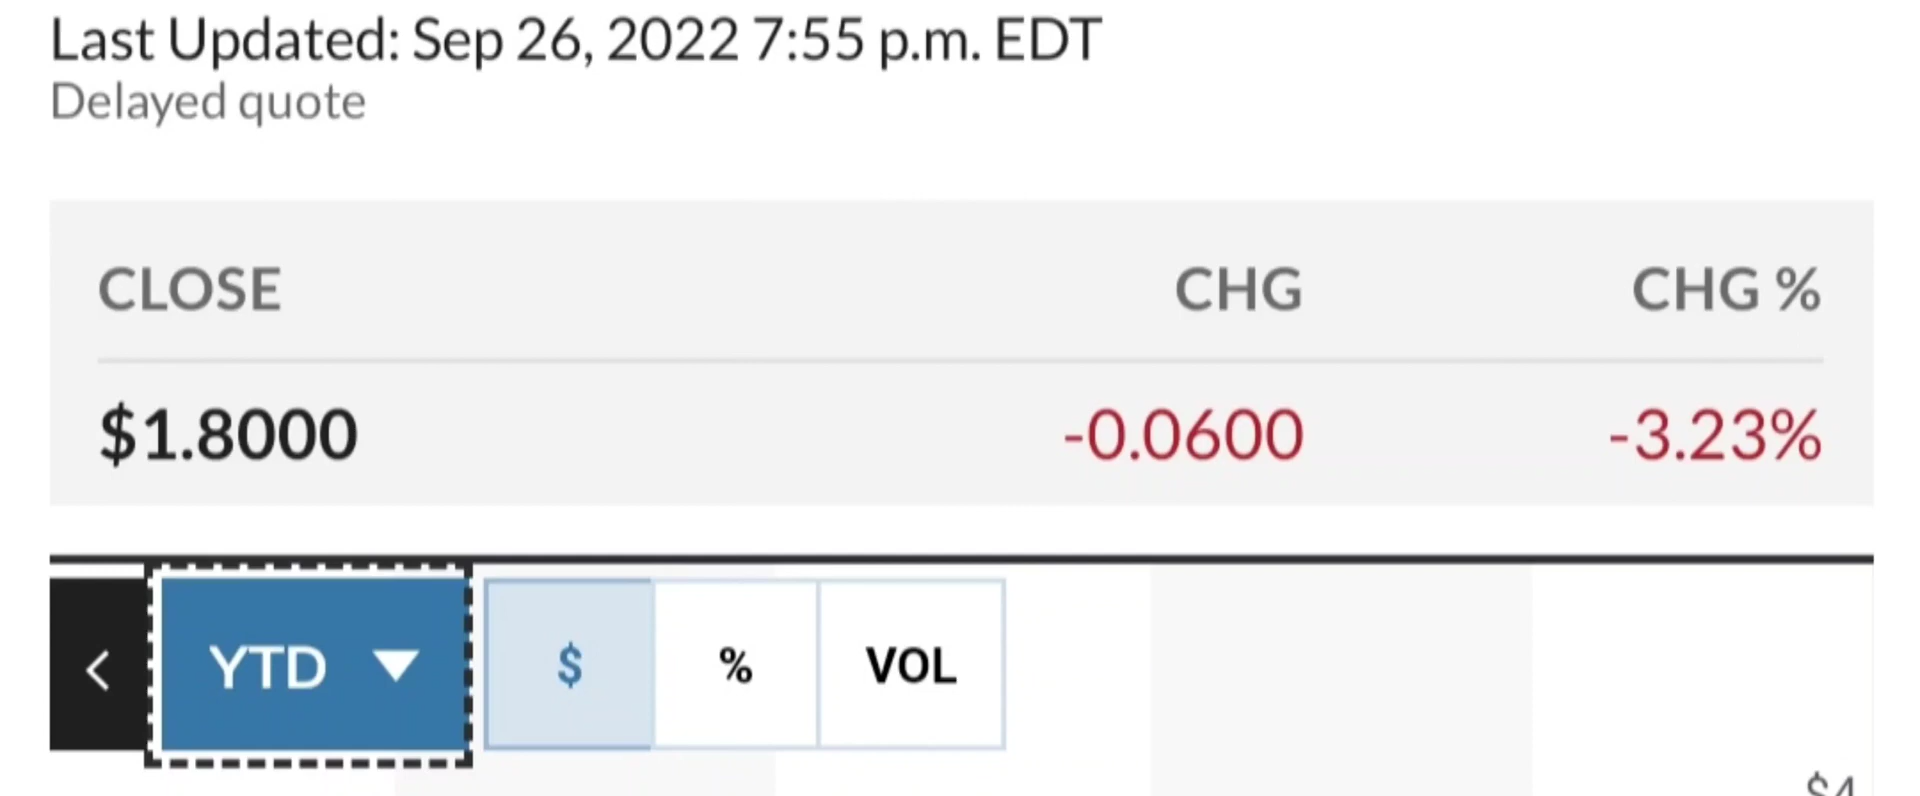 Last Updated: Sep 26, 2022 7:55 p.m. EDT
Delayed quote
CLOSE CHG CHG %
$1.8000 -0.0600 -3.23%
YTD $ % VOL
$4